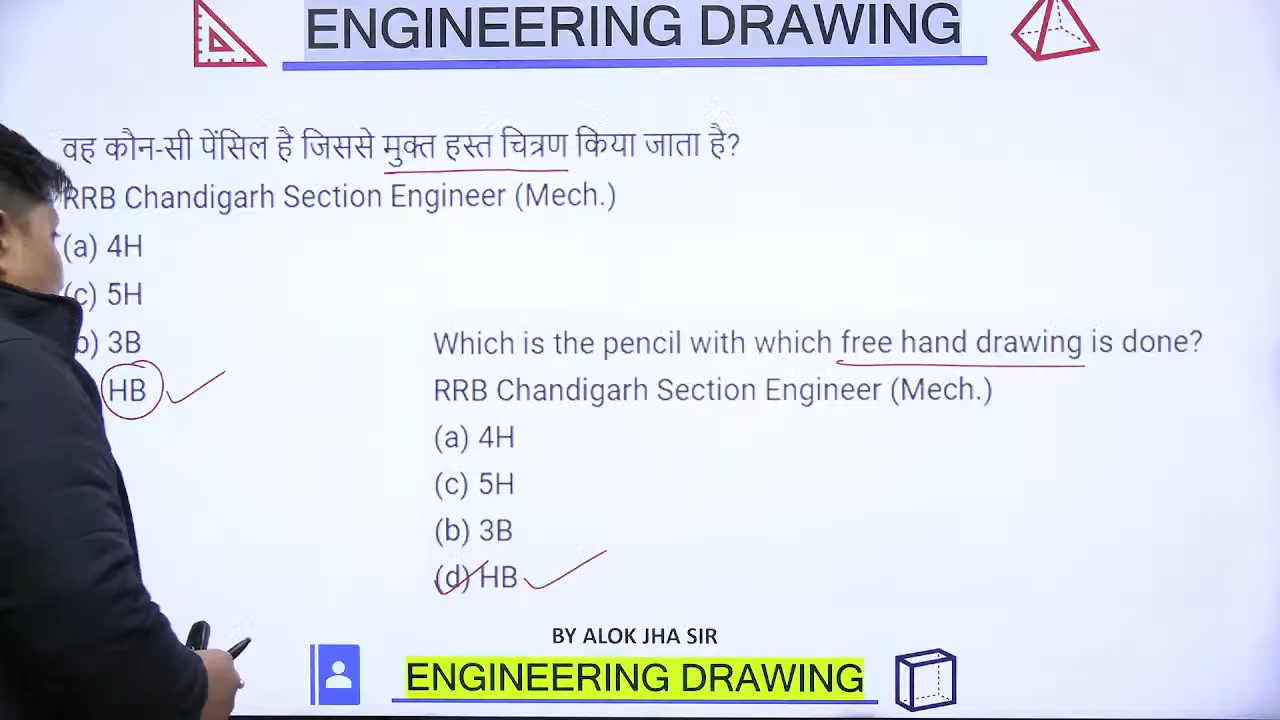 ENGINEERING DRAWING
वह कौन-सी पेंसिल है जिससे मुक्त हस्त चित्रण किया जाता है?
RRB Chandigarh Section Engineer (Mech.)
(a) 4H
(c) 5H
b) 3B
HB
Which is the pencil with which free hand drawing is done?
RRB Chandigarh Section Engineer (Mech.)
(a) 4H
(c) 5H
(b) 3B
(d) HB
BY ALOK JHA SIR
ENGINEERING DRAWING